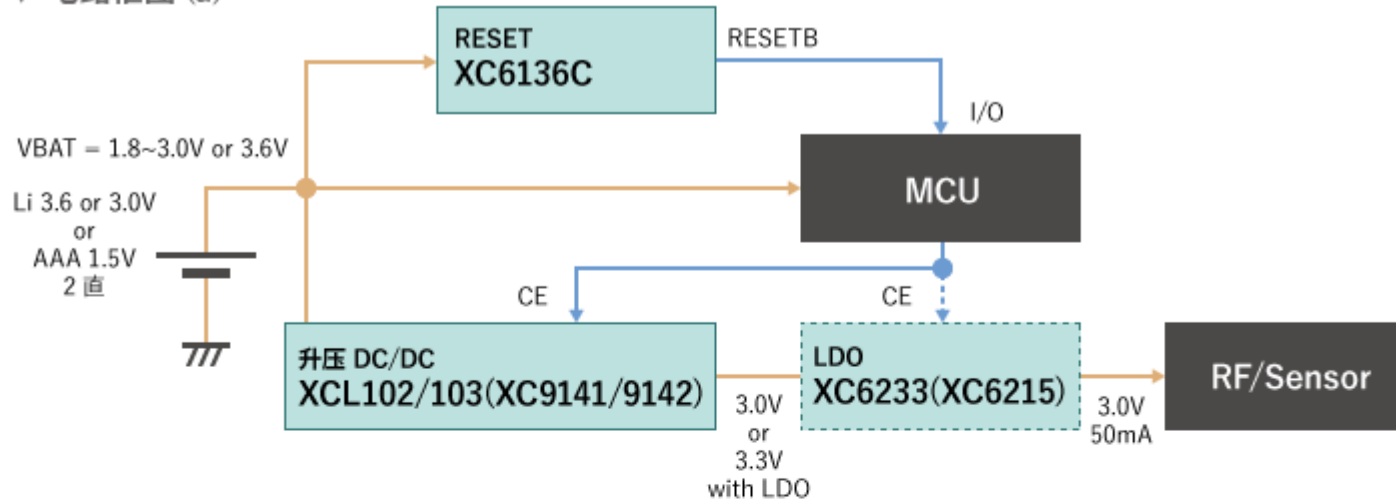 RESET
XC6136C
RESETB
I/O
VBAT = 1.8~3.0V or 3.6V
MCU
Li 3.6 or 3.0V
or
AAA 1.5V
2 直
CE
CE
升压 DC/DC
XCL102/103(XC9141/9142)
LDO
XC6233(XC6215)
RF/Sensor
3.0V
or
3.3V
with LDO
3.0V
50mA